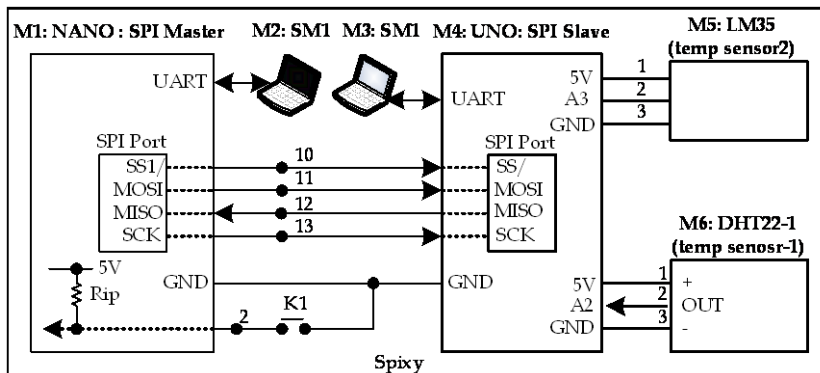 M1: NANO : SPI Master
M2: SM1
M3: SM1
M4: UNO: SPI Slave
M5: LM35
(temp sensor2)
UART
UART
5V
A3
GND
1
2
3
SPI Port
SS1/
MOSI
MISO
SCK
10
11
12
13
SPI Port
SS/
MOSI
MISO
SCK
M6: DHT22-1
(temp senosr-1)
5V
Rip
GND
K1
2
GND
5V
A2
GND
1
2
3
+
OUT
-
Spixy